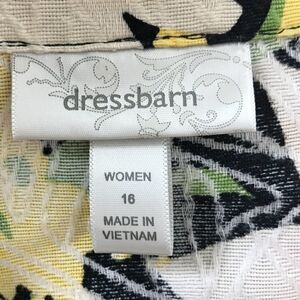 dressbarn
WOMEN
16
MADE IN
VIETNAM